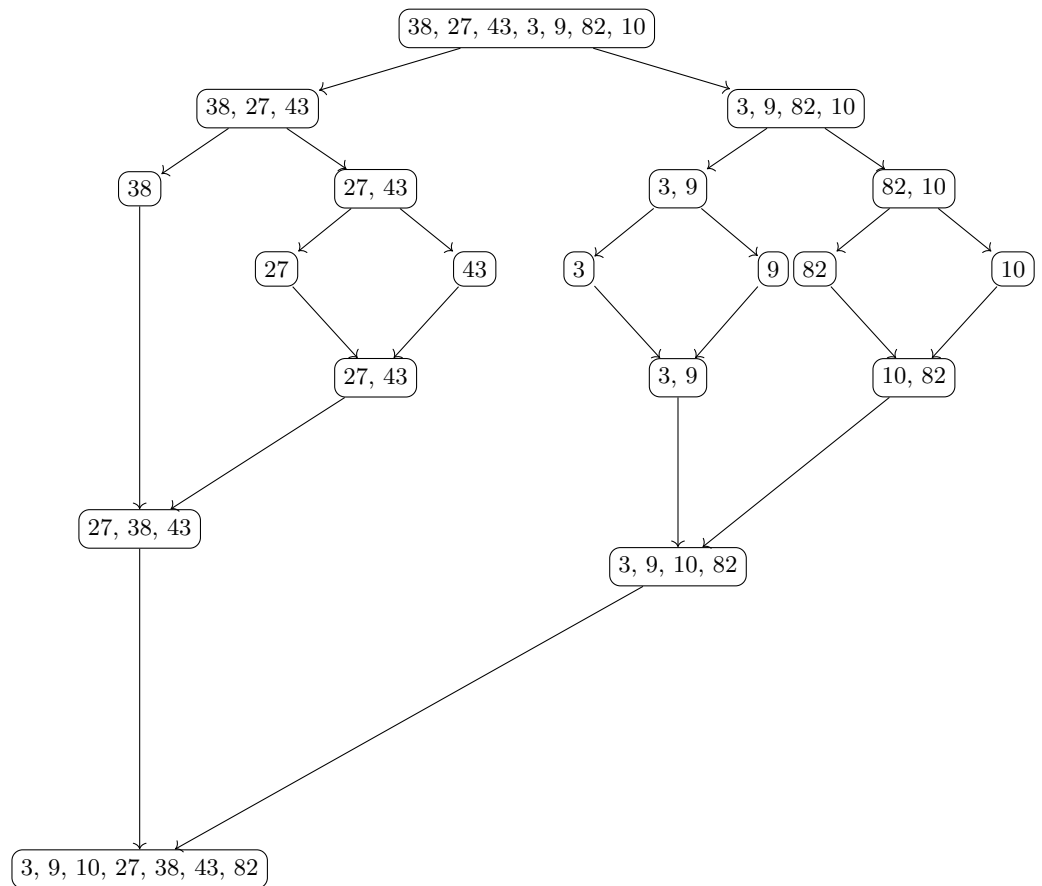 38, 27, 43, 3, 9, 82, 10
38, 27, 43
3, 9, 82, 10
38
27, 43
3, 9
82, 10
27
43
3
9
82
10
27, 43
3, 9
10, 82
27, 38, 43
3, 9, 10, 82
3, 9, 10, 27, 38, 43, 82